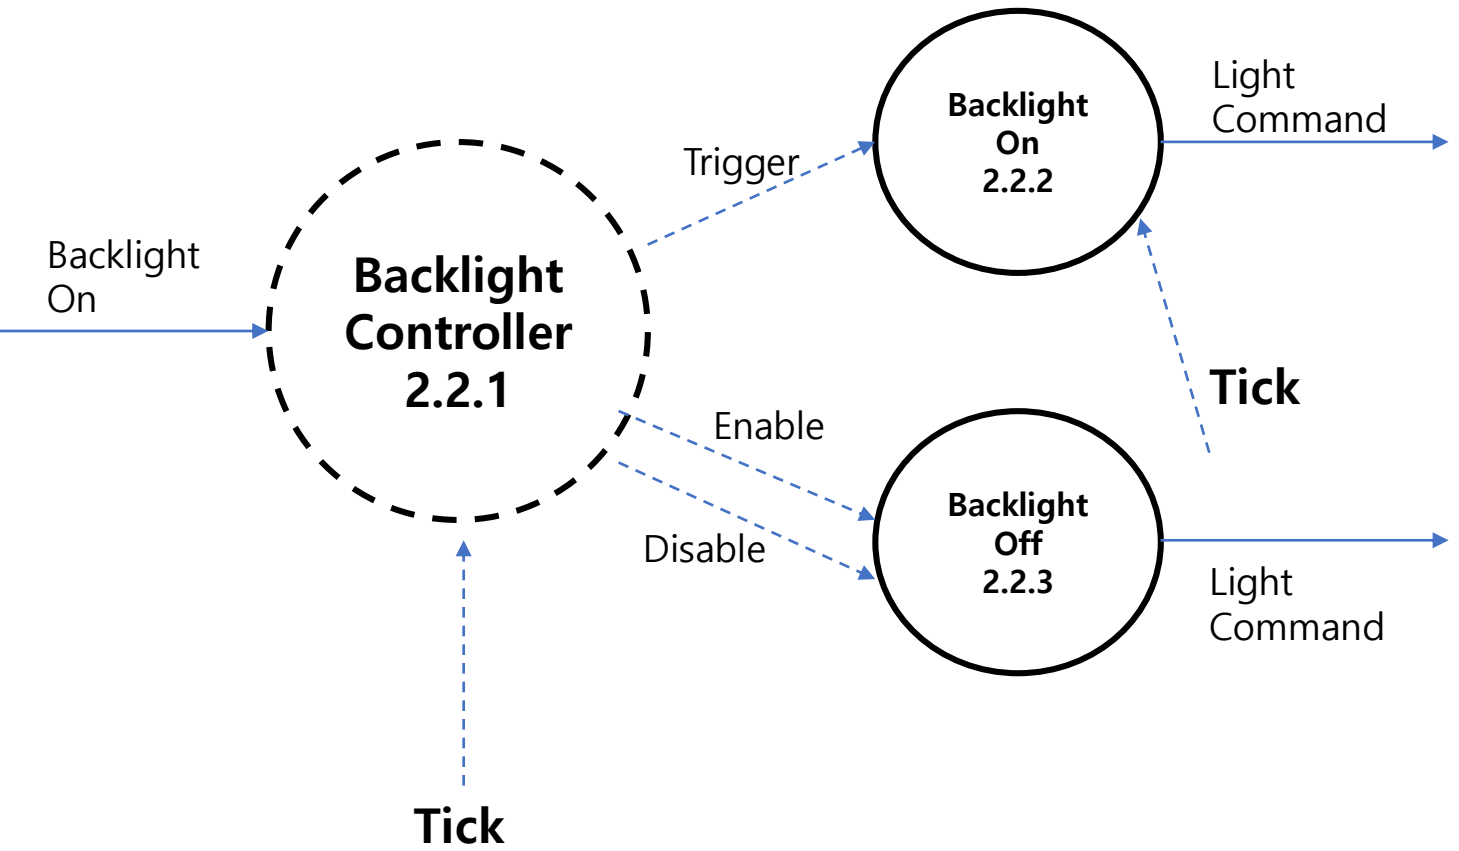 Light
Command
Backlight
On
2.2.2
Trigger
Backlight
On
Backlight
Controller
2.2.1
Tick
Enable
Disable
Backlight
Off
2.2.3
Light
Command
Tick